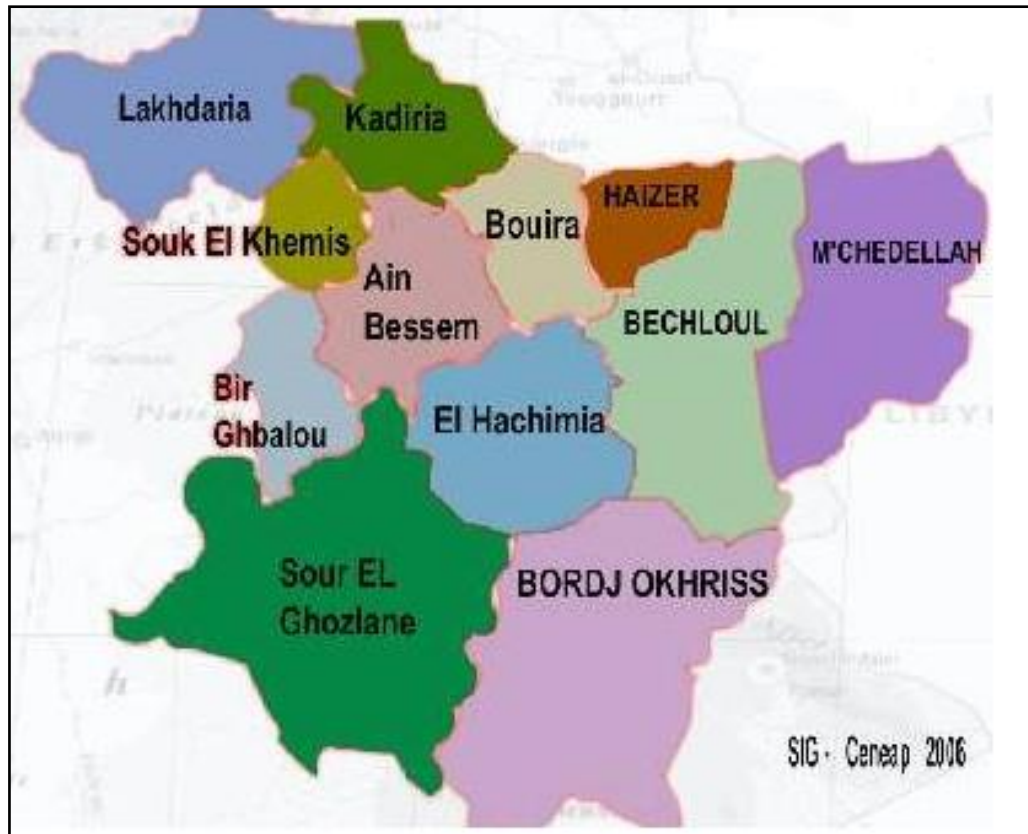 Lakhdaria
Kadiria
HAIZER
Souk El Khemis
Bouira
M'CHEDELLAH
Ain
Bessem
BECHLOUL
Bir
Ghbalou
El Hachimia
LIBY
Sour EL
Ghozlane
BORDJ OKHRISS
h
SIG - Ceneap 2006